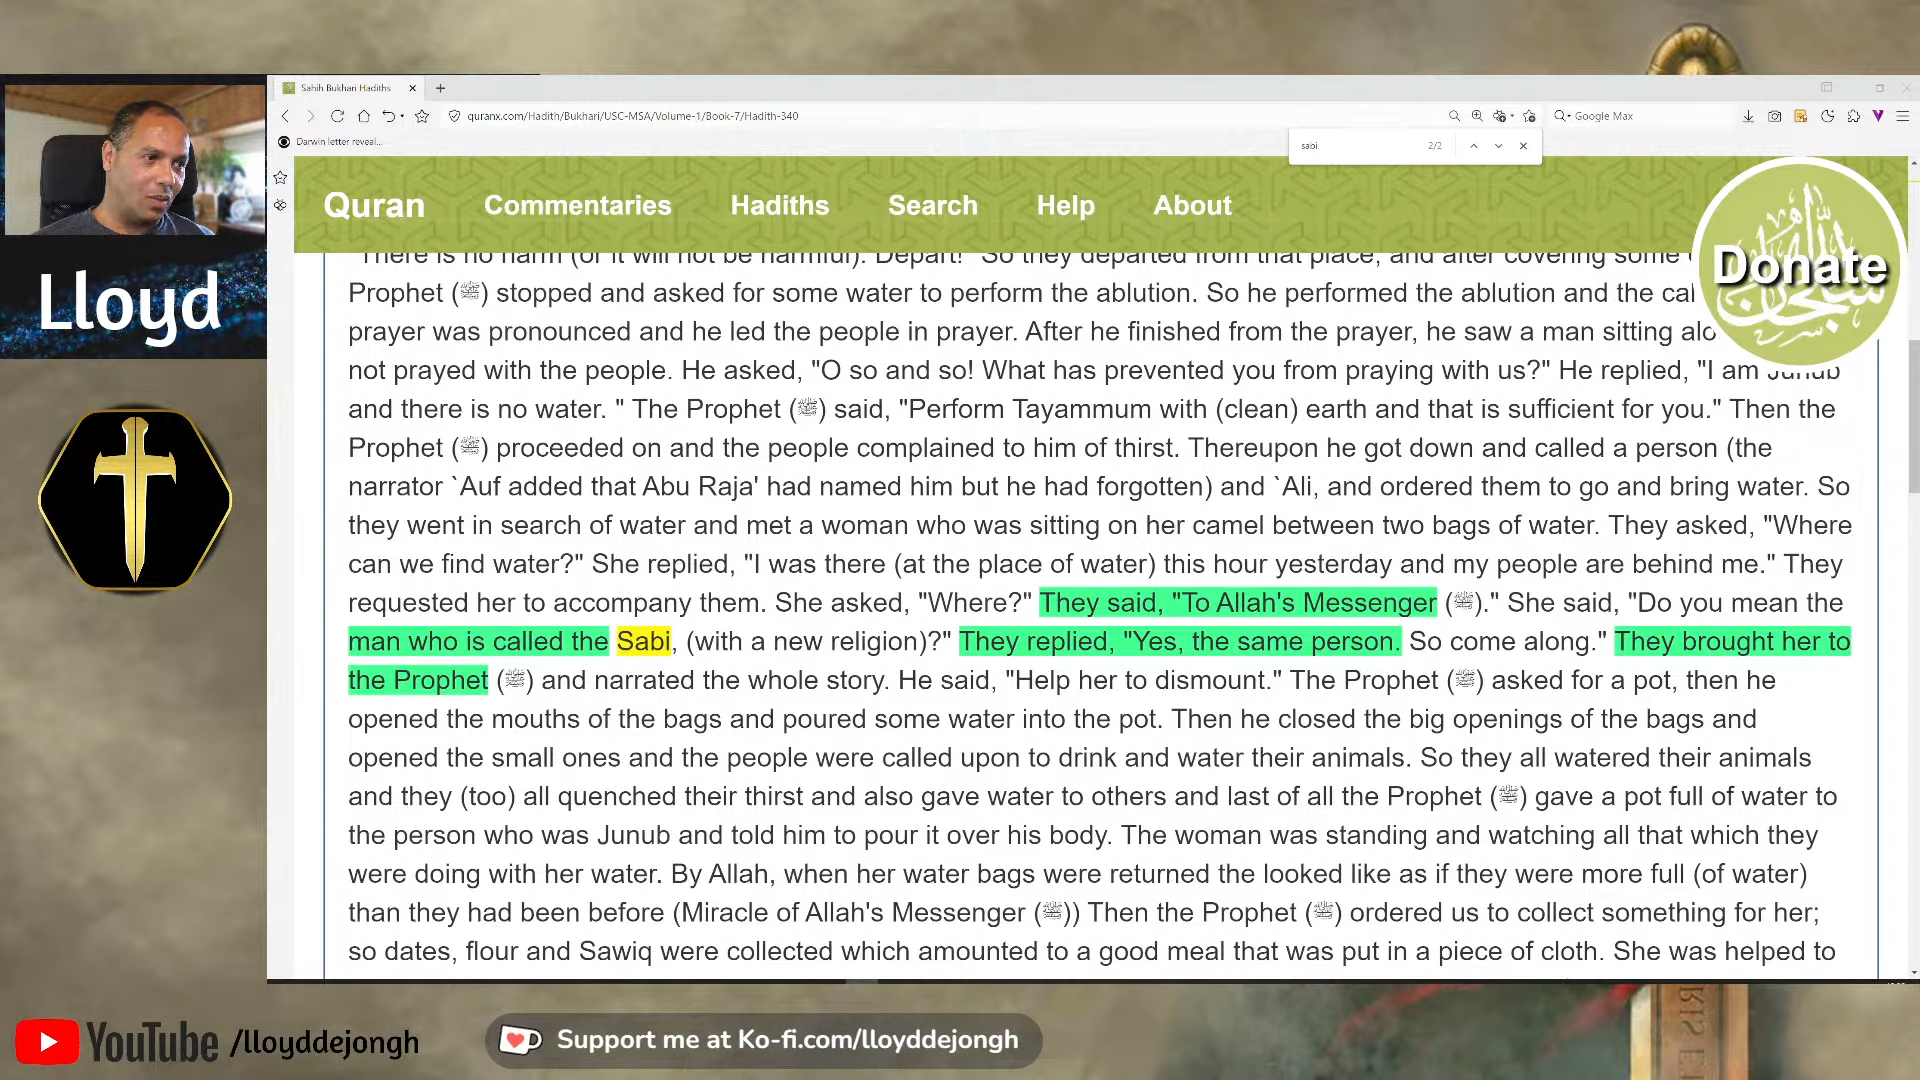 Sahih Bukhari Hadiths
quranx.com/Hadith/Bukhari/USC-MSA/Volume-1/Book-7/Hadith-340
Google Max
Darwin letter reveal...
sabi 2/2
Quran Commentaries Hadiths Search Help About
Donate
Lloyd
"There is no harm (or it will not be harmful). Depart!" So they departed from that place, and after covering some
Prophet (ﷺ) stopped and asked for some water to perform the ablution. So he performed the ablution and the cal
prayer was pronounced and he led the people in prayer. After he finished from the prayer, he saw a man sitting alo
not prayed with the people. He asked, "O so and so! What has prevented you from praying with us?" He replied, "I am Junub
and there is no water. " The Prophet (ﷺ) said, "Perform Tayammum with (clean) earth and that is sufficient for you." Then the
Prophet (ﷺ) proceeded on and the people complained to him of thirst. Thereupon he got down and called a person (the
narrator `Auf added that Abu Raja' had named him but he had forgotten) and `Ali, and ordered them to go and bring water. So
they went in search of water and met a woman who was sitting on her camel between two bags of water. They asked, "Where
can we find water?" She replied, "I was there (at the place of water) this hour yesterday and my people are behind me." They
requested her to accompany them. She asked, "Where?" They said, "To Allah's Messenger (ﷺ)." She said, "Do you mean the
man who is called the Sabi, (with a new religion)?" They replied, "Yes, the same person. So come along." They brought her to
the Prophet (ﷺ) and narrated the whole story. He said, "Help her to dismount." The Prophet (ﷺ) asked for a pot, then he
opened the mouths of the bags and poured some water into the pot. Then he closed the big openings of the bags and
opened the small ones and the people were called upon to drink and water their animals. So they all watered their animals
and they (too) all quenched their thirst and also gave water to others and last of all the Prophet (ﷺ) gave a pot full of water to
the person who was Junub and told him to pour it over his body. The woman was standing and watching all that which they
were doing with her water. By Allah, when her water bags were returned the looked like as if they were more full (of water)
than they had been before (Miracle of Allah's Messenger (ﷺ)) Then the Prophet (ﷺ) ordered us to collect something for her;
so dates, flour and Sawiq were collected which amounted to a good meal that was put in a piece of cloth. She was helped to
YouTube /lloyddejongh
Support me at Ko-fi.com/lloyddejongh